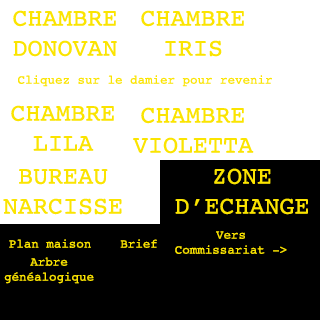 CHAMBRE CHAMBRE
DONOVAN IRIS
Cliquez sur le damier pour revenir
CHAMBRE CHAMBRE
LILA VIOLETTA
BUREAU ZONE
NARCISSE D’ECHANGE
Plan maison Brief Vers
Commissariat –>
Arbre
généalogique